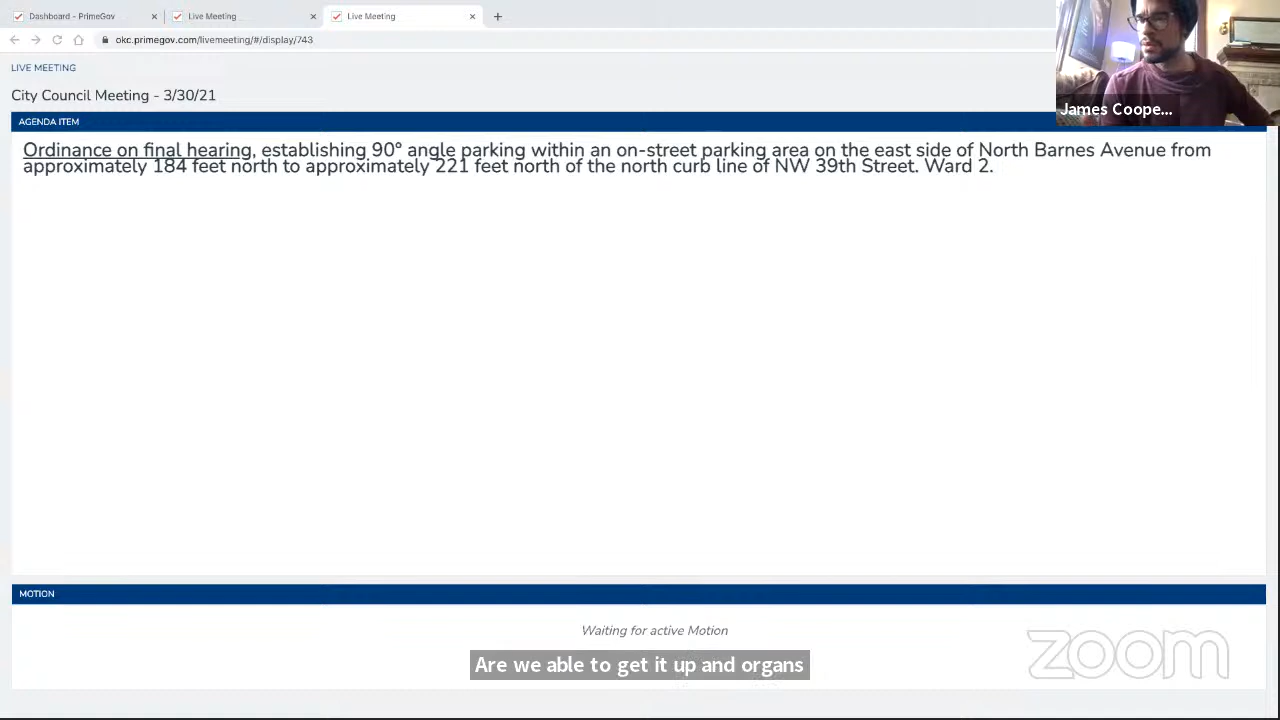 Dashboard - PrimeGov
Live Meeting
Live Meeting
okc.primegov.com/livemeeting/#/display/743
LIVE MEETING
City Council Meeting - 3/30/21
James Coope...
AGENDA ITEM
Ordinance on final hearing, establishing 90° angle parking within an on-street parking area on the east side of North Barnes Avenue from
approximately 184 feet north to approximately 221 feet north of the north curb line of NW 39th Street. Ward 2.
MOTION
Waiting for active Motion
Are we able to get it up and organs
zoom